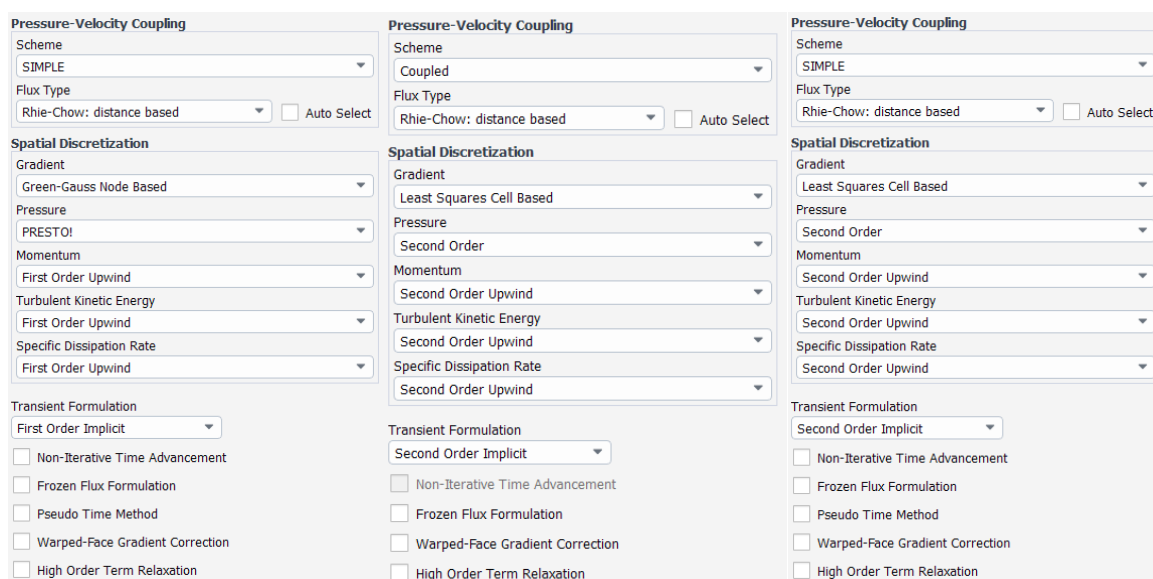 Pressure-Velocity Coupling
Scheme
SIMPLE
Flux Type
Rhie-Chow: distance based
Auto Select
Spatial Discretization
Gradient
Green-Gauss Node Based
Pressure
PRESTO!
Momentum
First Order Upwind
Turbulent Kinetic Energy
First Order Upwind
Specific Dissipation Rate
First Order Upwind
Transient Formulation
First Order Implicit
Non-Iterative Time Advancement
Frozen Flux Formulation
Pseudo Time Method
Warped-Face Gradient Correction
High Order Term Relaxation
Pressure-Velocity Coupling
Scheme
Coupled
Flux Type
Rhie-Chow: distance based
Auto Select
Spatial Discretization
Gradient
Least Squares Cell Based
Pressure
Second Order
Momentum
Second Order Upwind
Turbulent Kinetic Energy
Second Order Upwind
Specific Dissipation Rate
Second Order Upwind
Transient Formulation
Second Order Implicit
Non-Iterative Time Advancement
Frozen Flux Formulation
Warped-Face Gradient Correction
High Order Term Relaxation
Pressure-Velocity Coupling
Scheme
SIMPLE
Flux Type
Rhie-Chow: distance based
Auto Select
Spatial Discretization
Gradient
Least Squares Cell Based
Pressure
Second Order
Momentum
Second Order Upwind
Turbulent Kinetic Energy
Second Order Upwind
Specific Dissipation Rate
Second Order Upwind
Transient Formulation
Second Order Implicit
Non-Iterative Time Advancement
Frozen Flux Formulation
Pseudo Time Method
Warped-Face Gradient Correction
High Order Term Relaxation